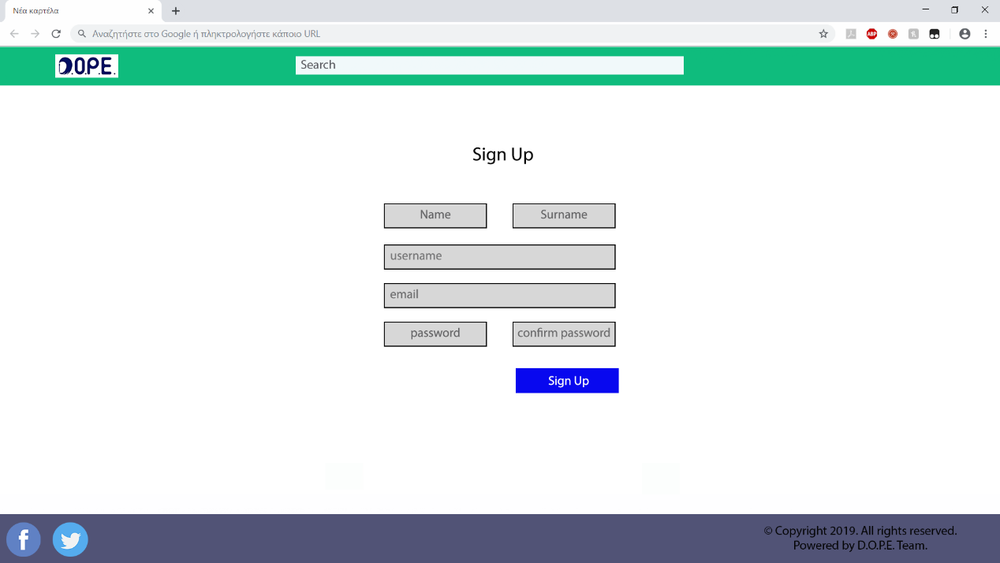 Νέα καρτέλα
Αναζητήστε στο Google ή πληκτρολογήστε κάποιο URL
ABP
D.O.P.E.
Search
Sign Up
Name Surname
username
email
password confirm password
Sign Up
f
© Copyright 2019. All rights reserved.
Powered by D.O.P.E. Team.